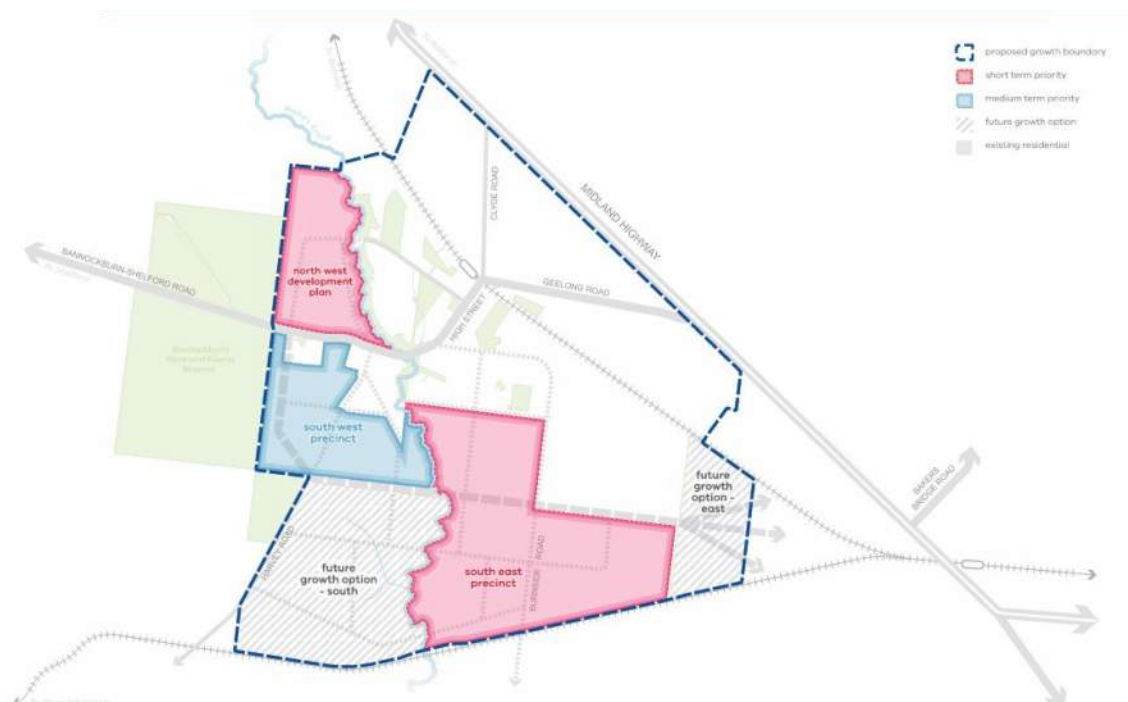 proposed growth boundary
short term priority
medium term priority
future growth option
existing residential
MIDLAND HIGHWAY
CLYDE ROAD
BANNOCKBURN-SHELFORD ROAD
north west
development
plan
GEELONG ROAD
HIGH STREET
south west
precinct
future
growth
option -
east
BAKERS
BRIDGE ROAD
HARVEY ROAD
future
growth option
- south
south east
precinct
BURNSIDE ROAD